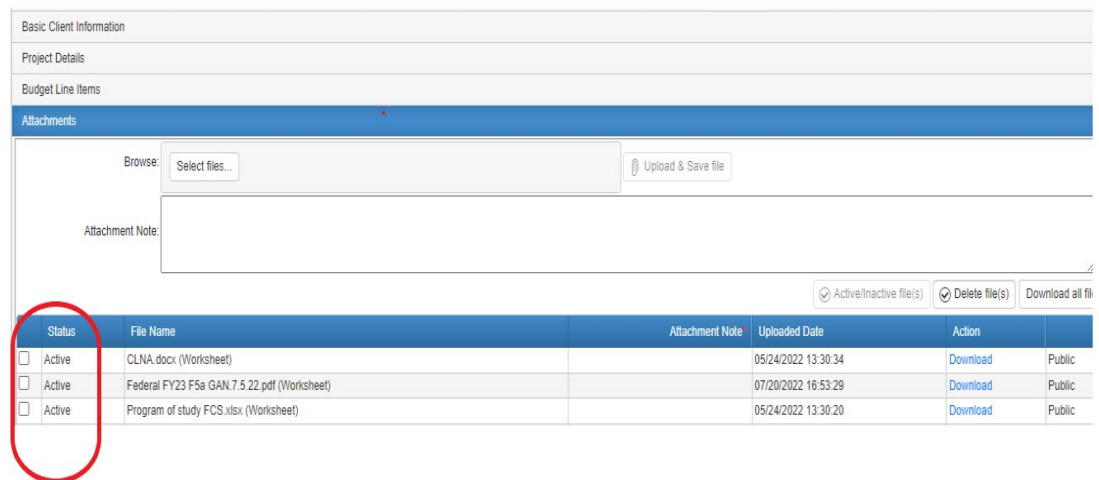 Basic Client Information
Project Details
Budget Line Items
Attachments *
Browse: Select files... Upload & Save file
Attachment Note:
Active/Inactive file(s) Delete file(s) Download all
Status File Name Attachment Note* Uploaded Date Action
Active CLNA.docx (Worksheet) 05/24/2022 13:30:34 Download Public
Active Federal FY23 F5a GAN.7.5.22.pdf (Worksheet) 07/20/2022 16:53:29 Download Public
Active Program of study FCS.xlsx (Worksheet) 05/24/2022 13:30:20 Download Public